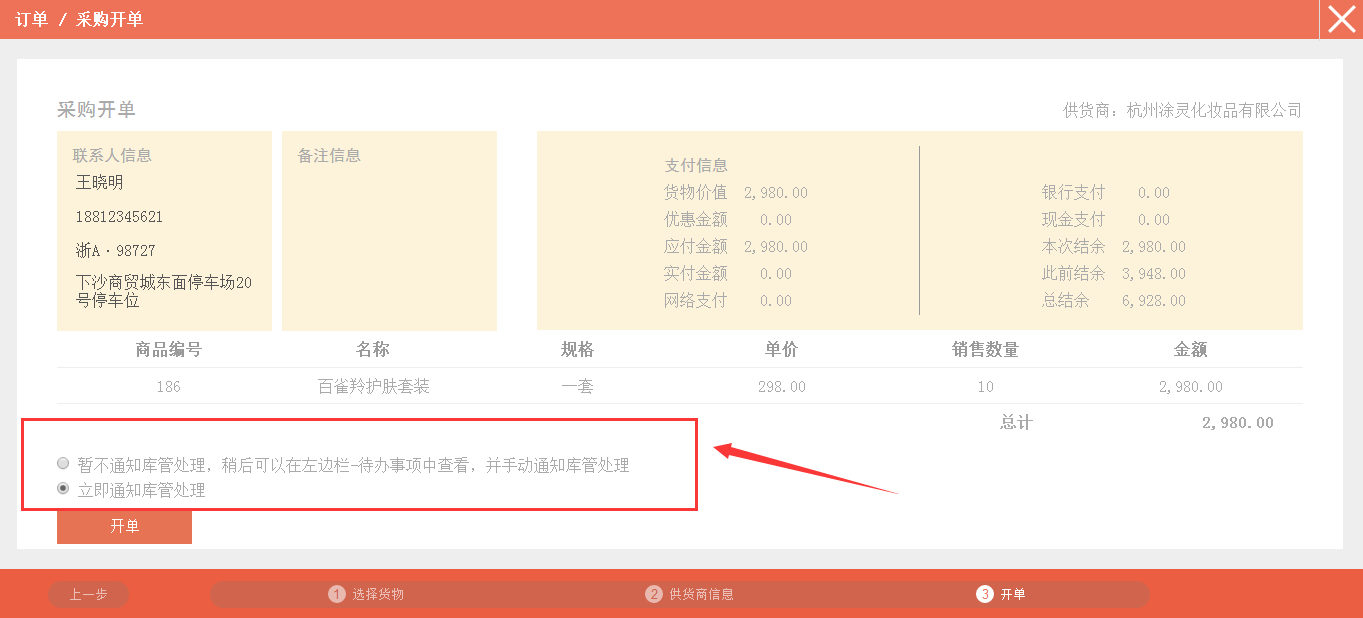 订单 / 采购开单
采购开单
供货商：杭州涂灵化妆品有限公司
联系人信息
王晓明
18812345621
浙A·98727
下沙商贸城东面停车场20
号停车位
备注信息
支付信息
货物价值 2,980.00
优惠金额 0.00
应付金额 2,980.00
实付金额 0.00
网络支付 0.00
银行支付 0.00
现金支付 0.00
本次结余 2,980.00
此前结余 3,948.00
总结余 6,928.00
商品编号 名称 规格 单价 销售数量 金额
186 百雀羚护肤套装 一套 298.00 10 2,980.00
总计 2,980.00
暂不通知库管处理，稍后可以在左边栏-待办事项中查看，并手动通知库管处理
立即通知库管处理
开单
上一步 1 选择货物 2 供货商信息 3 开单